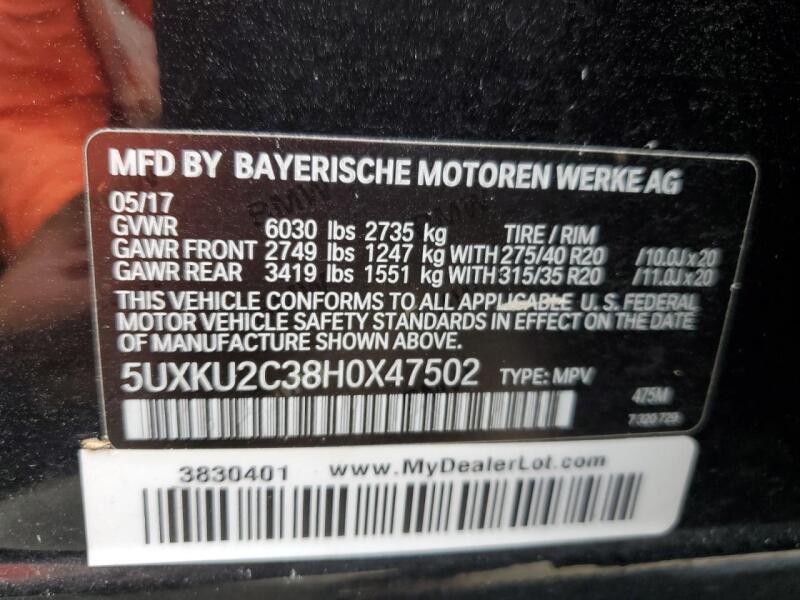 MFD BY BAYERISCHE MOTOREN WERKE AG
05/17
GVWR 6030 lbs 2735 kg TIRE / RIM
GAWR FRONT 2749 lbs 1247 kg WITH 275/40 R20 /10.0J x 20
GAWR REAR 3419 lbs 1551 kg WITH 315/35 R20 /11.0J x 20
THIS VEHICLE CONFORMS TO ALL APPLICABLE U. S. FEDERAL
MOTOR VEHICLE SAFETY STANDARDS IN EFFECT ON THE DATE
OF MANUFACTURE SHOWN ABOVE.
5UXKU2C38H0X47502 TYPE: MPV 475M
7 320 729
3830401 www.MyDealerLot.com